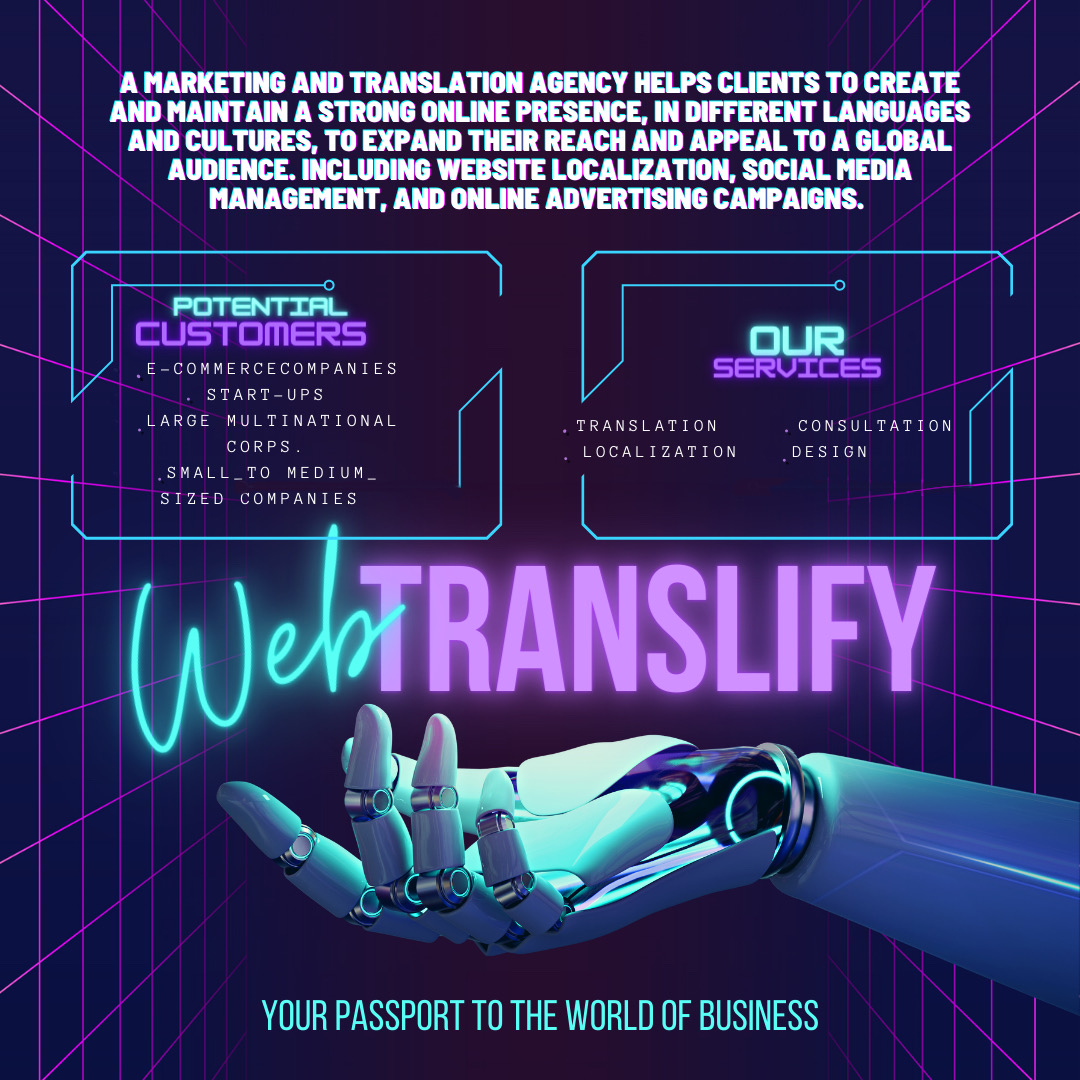 A MARKETING AND TRANSLATION AGENCY HELPS CLIENTS TO CREATE
AND MAINTAIN A STRONG ONLINE PRESENCE, IN DIFFERENT LANGUAGES
AND CULTURES, TO EXPAND THEIR REACH AND APPEAL TO A GLOBAL
AUDIENCE. INCLUDING WEBSITE LOCALIZATION, SOCIAL MEDIA
MANAGEMENT, AND ONLINE ADVERTISING CAMPAIGNS.
POTENTIAL
CUSTOMERS
. E-COMMERCECOMPANIES
. START-UPS
. LARGE MULTINATIONAL
CORPS.
. SMALL_TO MEDIUM_
SIZED COMPANIES
OUR
SERVICES
. TRANSLATION
. LOCALIZATION
. CONSULTATION
. DESIGN
Web TRANSLIFY
YOUR PASSPORT TO THE WORLD OF BUSINESS